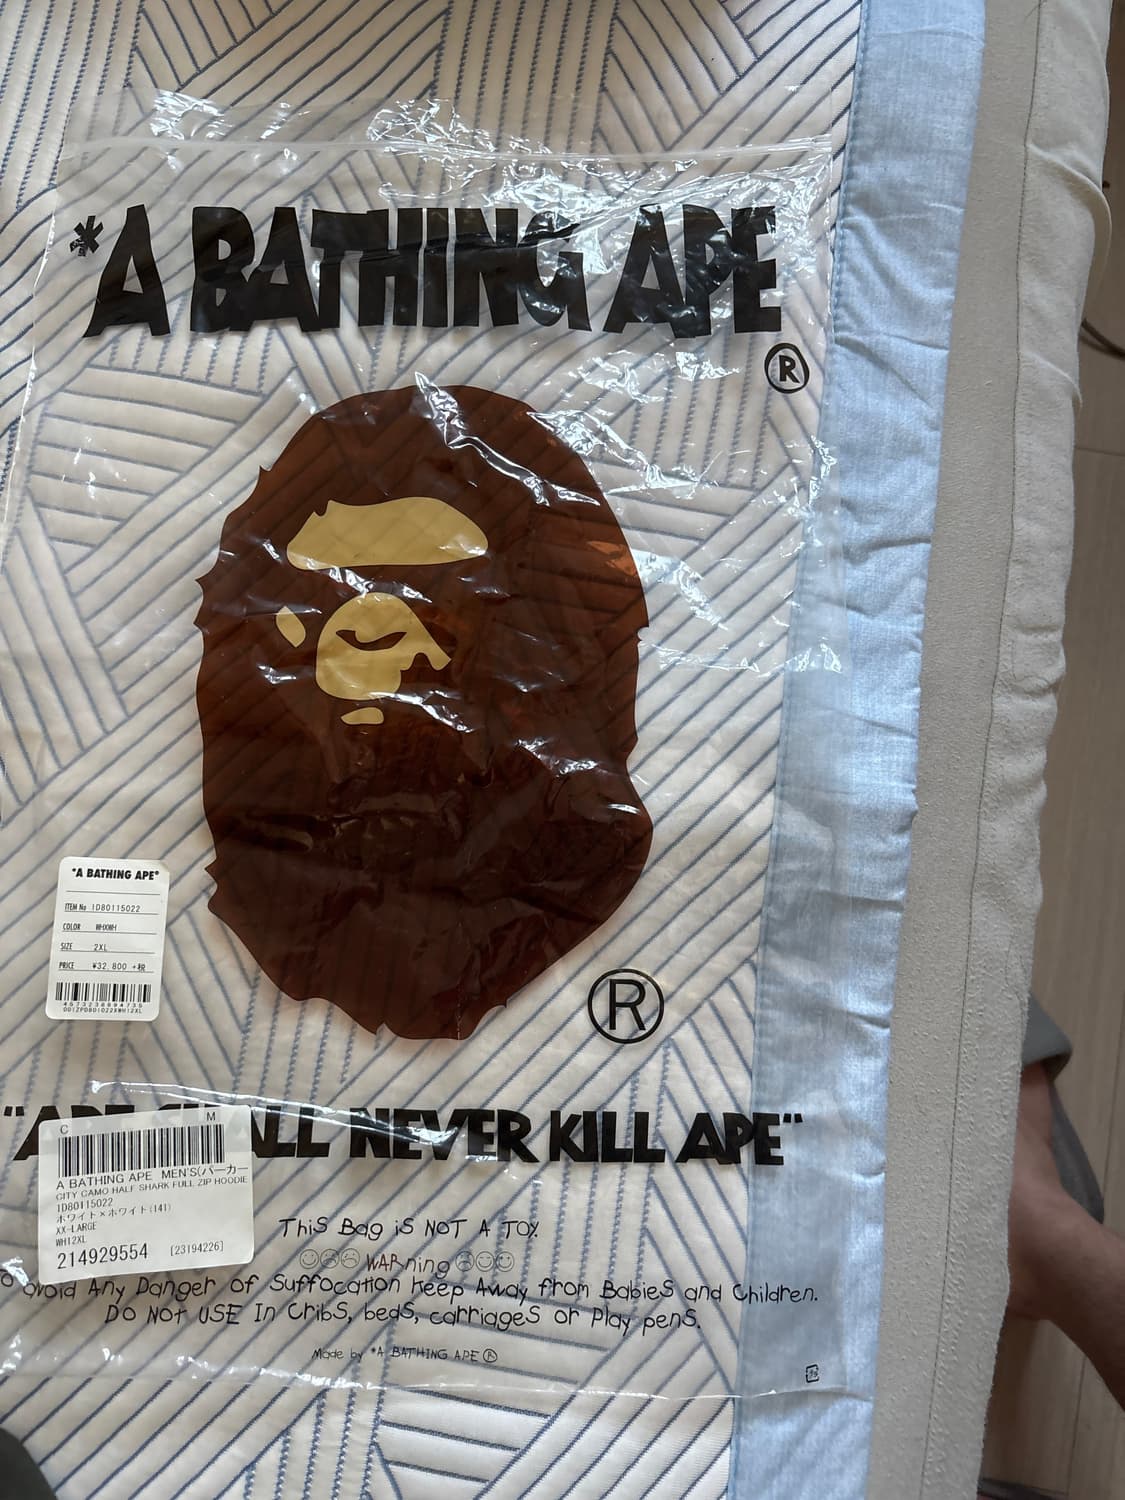 *A BATHING APE
®
*A BATHING APE®
ITEM No 1D80115022
COLOR WHXWH
SIZE 2XL
PRICE ¥32,800 +税
001ZPD801022XWH12XL
®
"APE SHALL NEVER KILL APE"
C M
A BATHING APE MEN'S(パーカー
CITY CAMO HALF SHARK FULL ZIP HOODIE
1D80115022
ホワイト×ホワイト(141)
XX-LARGE
WH12XL
214929554 [23194226]
This Bag is NOT A TOY.
WARning
o avoid Any Danger of Suffocation Keep Away from Babies and Children.
DO Not USE In Cribs, beds, carriages or Play pens.
Made by *A BATHING APE ®